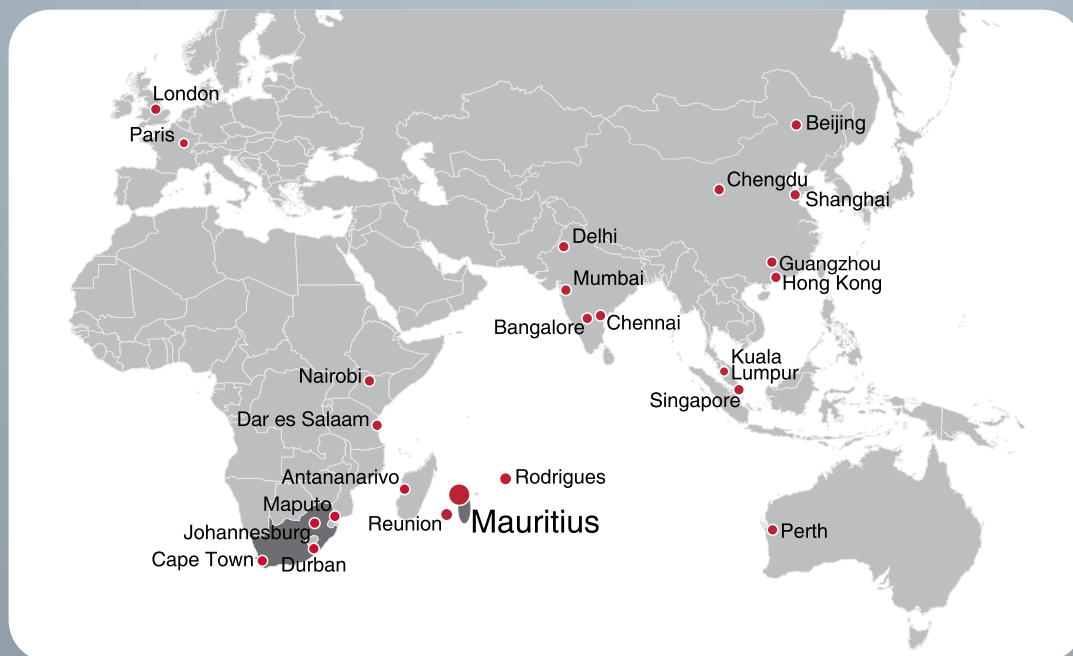 London
Paris
Beijing
Chengdu
Shanghai
Delhi
Guangzhou
Mumbai
Hong Kong
Bangalore
Chennai
Kuala
Lumpur
Nairobi
Singapore
Dar es Salaam
Antananarivo
Rodrigues
Maputo
Reunion
Mauritius
Johannesburg
Perth
Cape Town
Durban